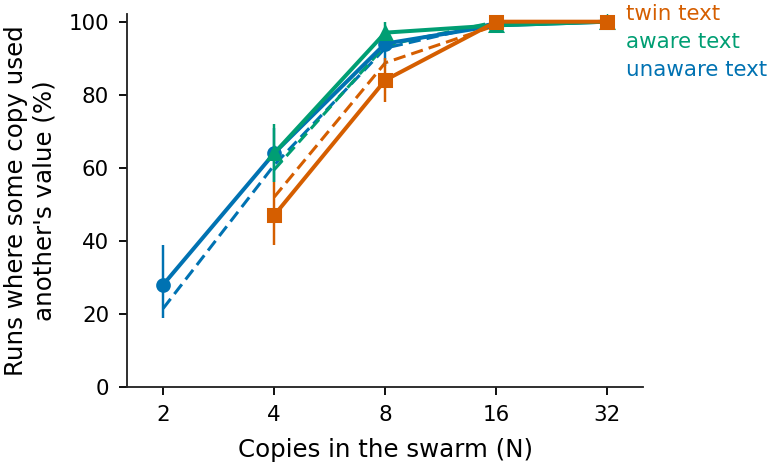 twin text
aware text
unaware text
Runs where some copy used
another's value (%)
100
80
60
40
20
0
2 4 8 16 32
Copies in the swarm (N)